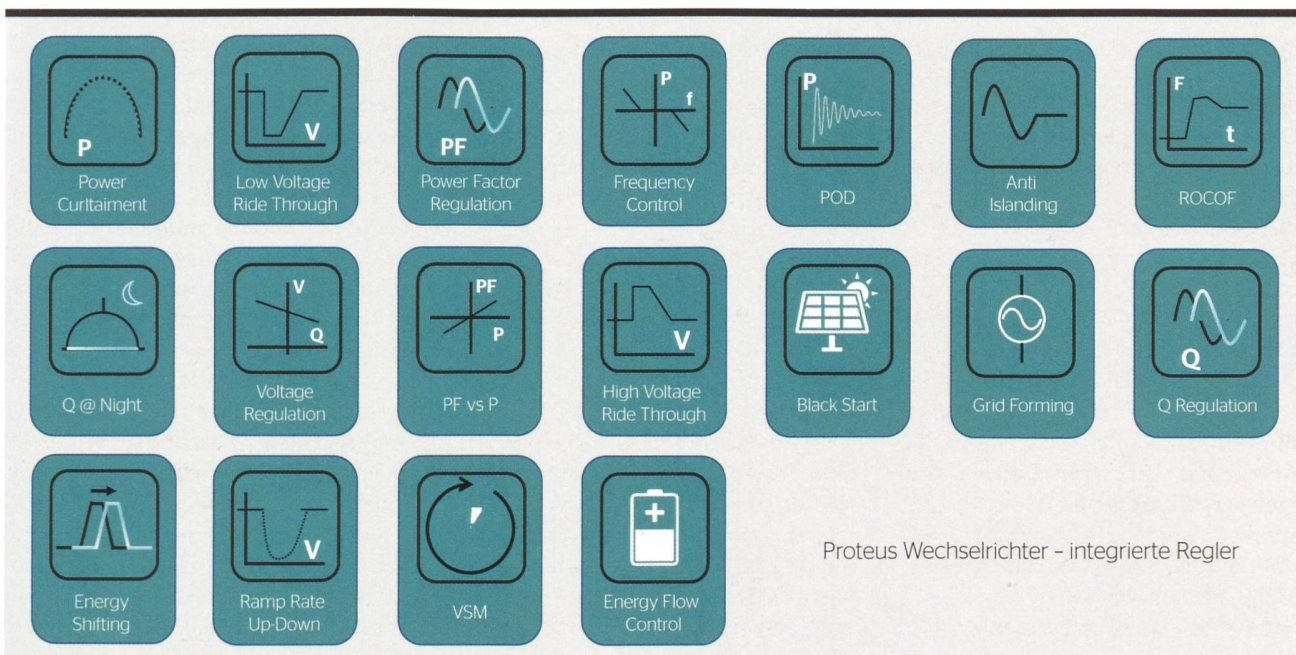 P
Power
Curltaiment
V
Low Voltage
Ride Through
PF
Power Factor
Regulation
P
f
Frequency
Control
P
POD
Anti
Islanding
F
t
ROCOF
Q @ Night
V
Q
Voltage
Regulation
PF
P
PF vs P
V
High Voltage
Ride Through
Black Start
Grid Forming
Q
Q Regulation
Energy
Shifting
V
Ramp Rate
Up-Down
VSM
+
Energy Flow
Control
Proteus Wechselrichter – integrierte Regler